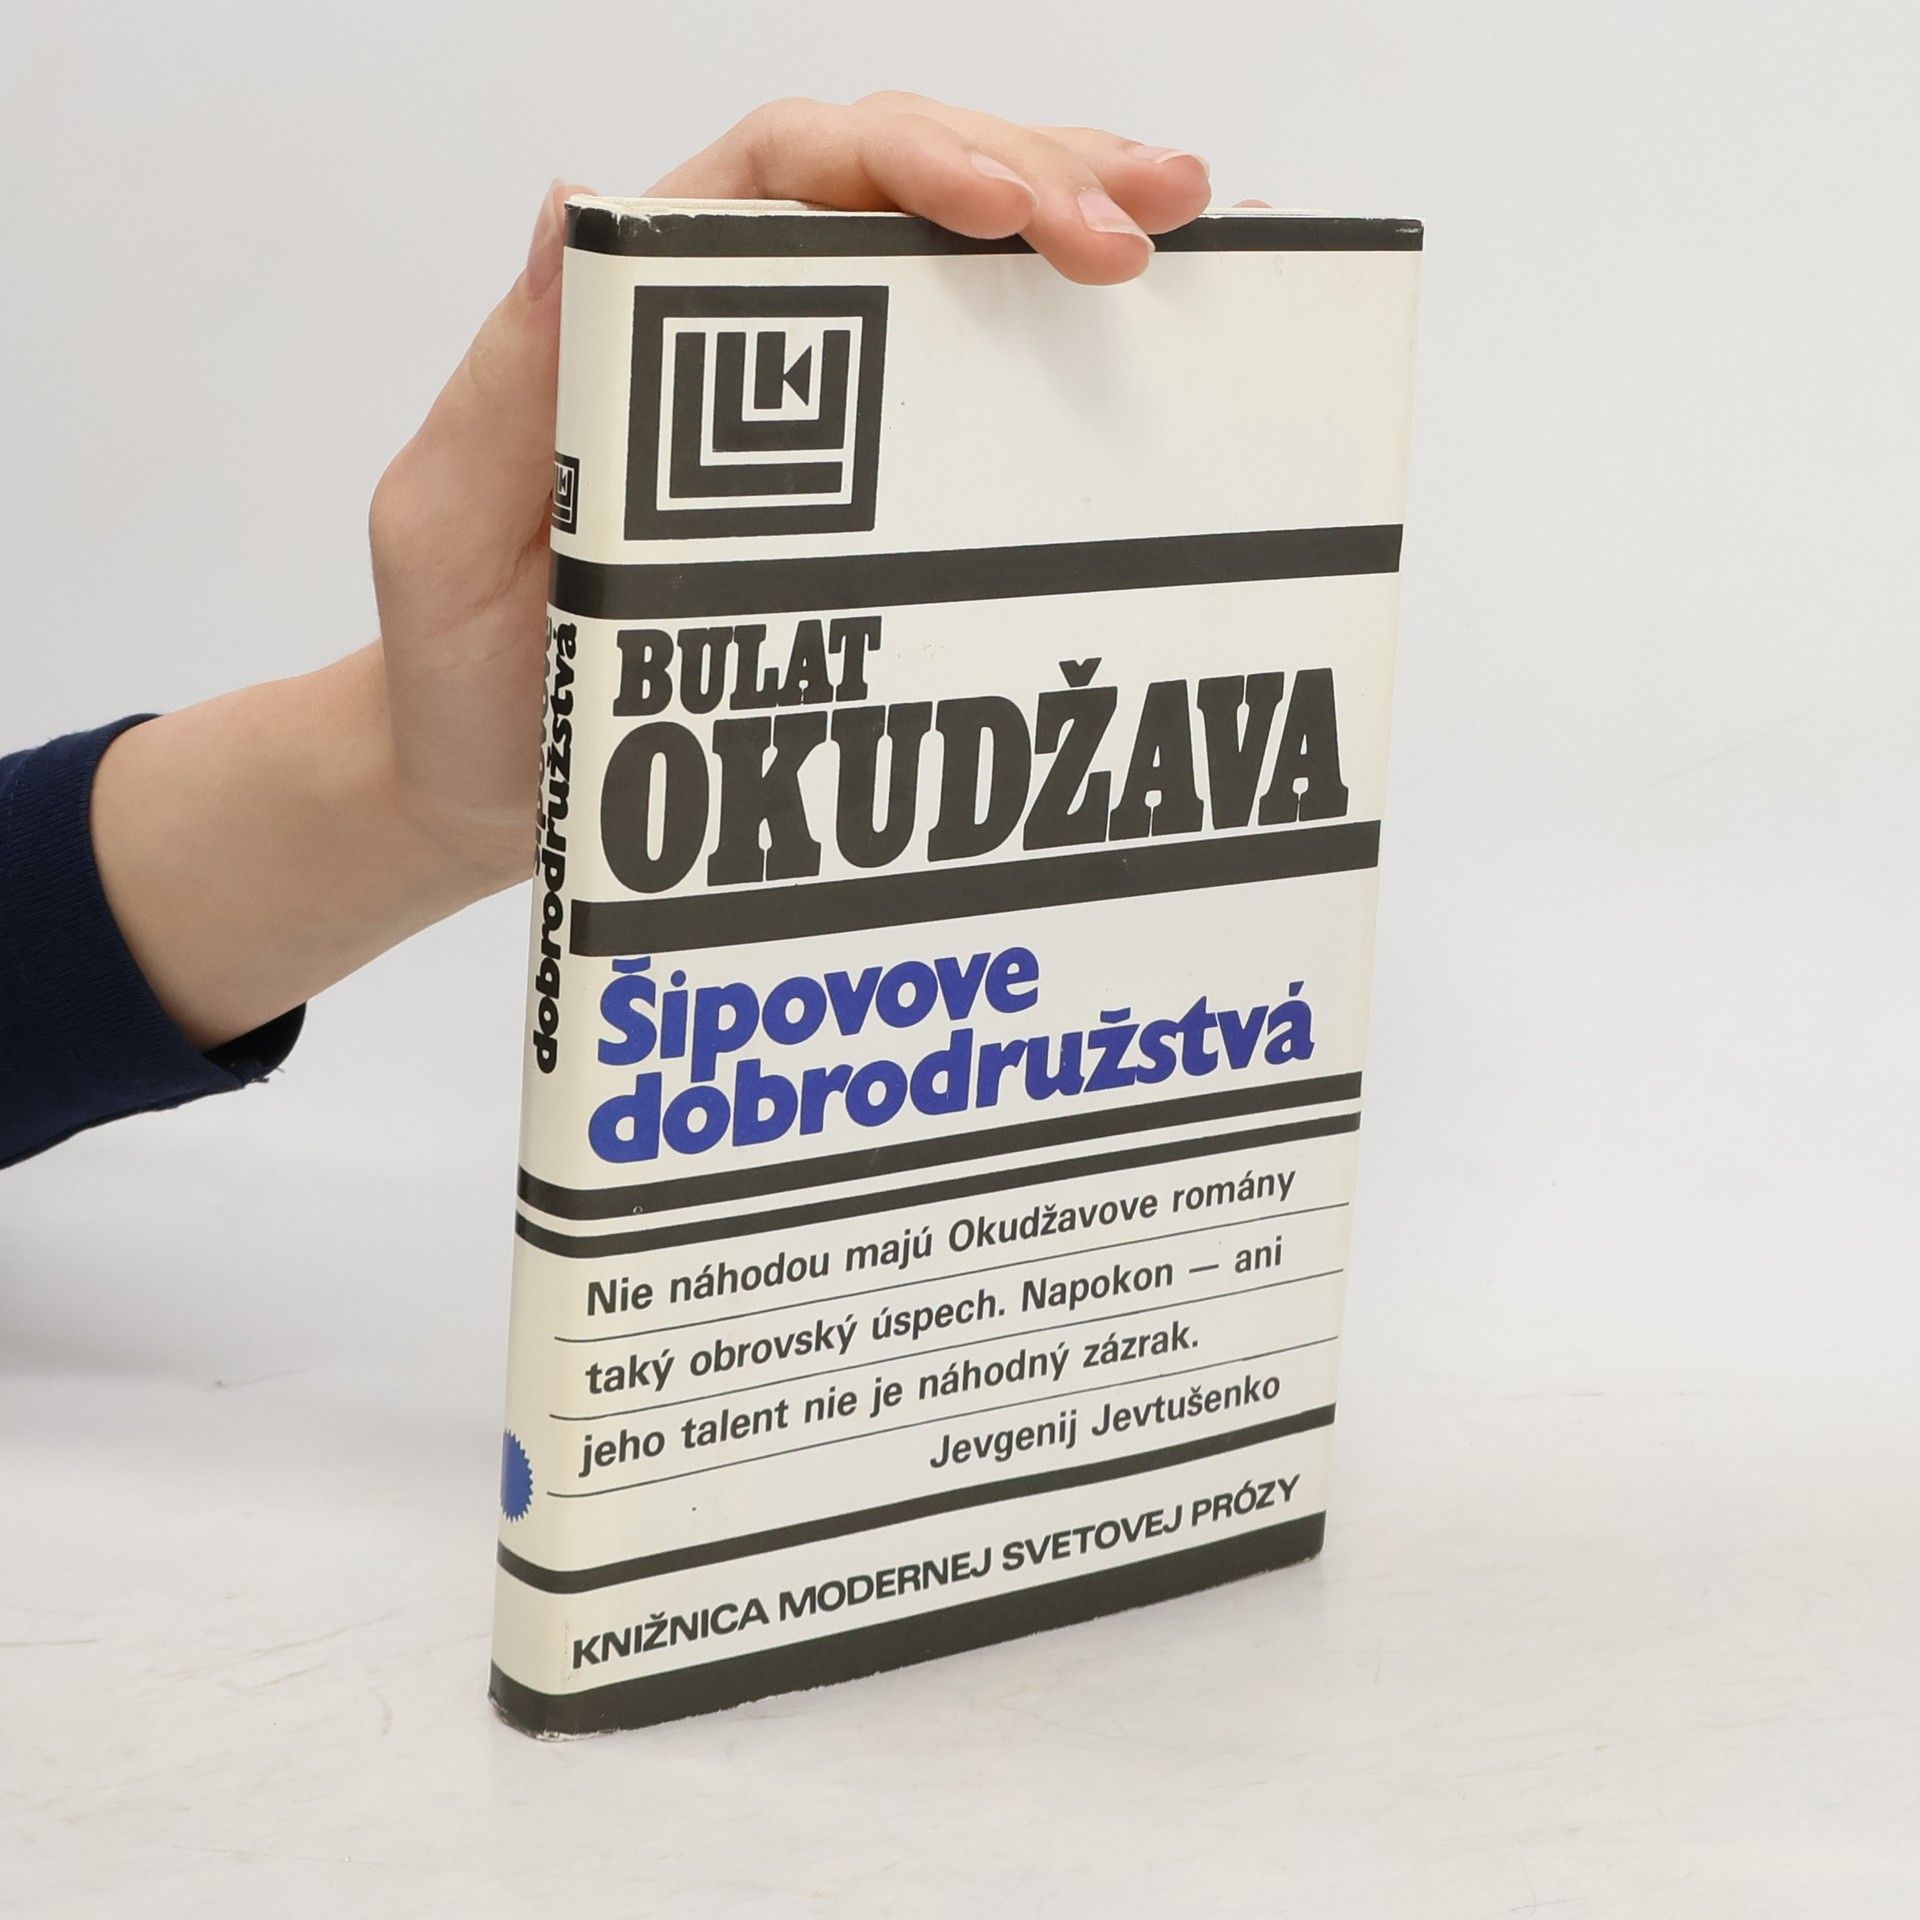 BULAT
OKUDŽAVA
Šipovove
dobrodružstvá
Nie náhodou majú Okudžavove romány
taký obrovský úspech. Napokon — ani
jeho talent nie je náhodný zázrak.
Jevgenij Jevtušenko
KNIŽNICA MODERNEJ SVETOVEJ PRÓZY
Šipovove
dobrodružstvá